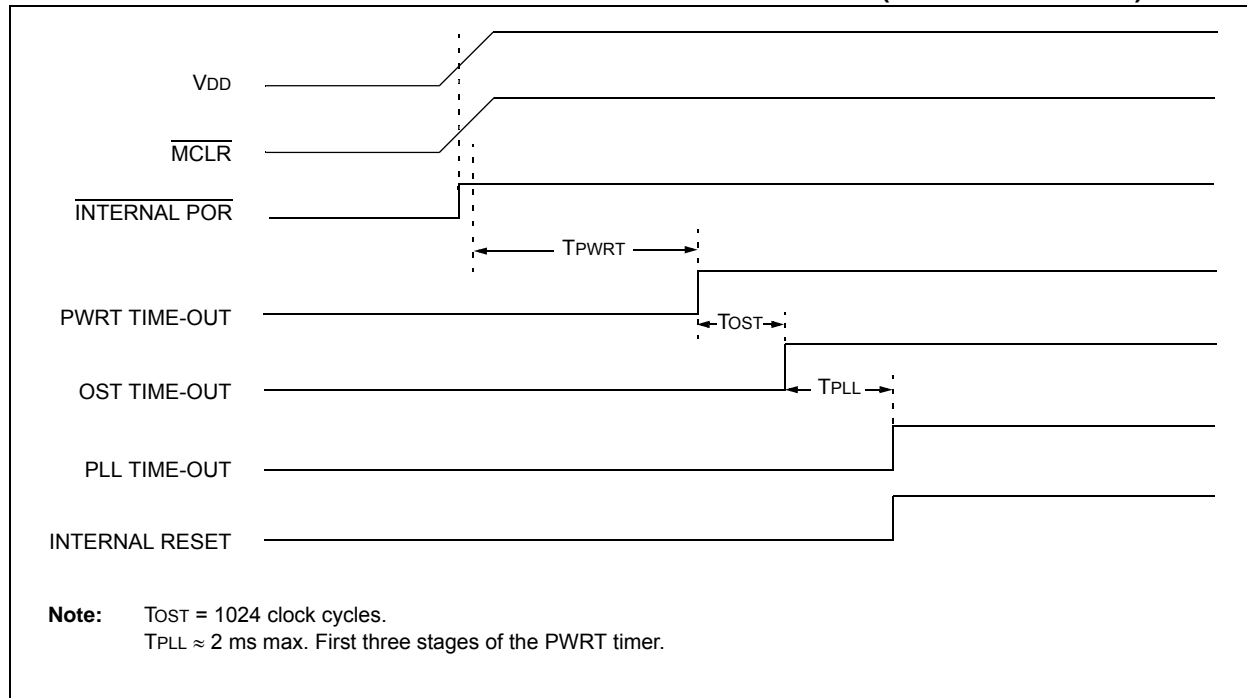 VDD
MCLR
INTERNAL POR
TPWRT
PWRT TIME-OUT
TOST
OST TIME-OUT
TPLL
PLL TIME-OUT
INTERNAL RESET
Note: TOST = 1024 clock cycles.
TPLL ≈ 2 ms max. First three stages of the PWRT timer.